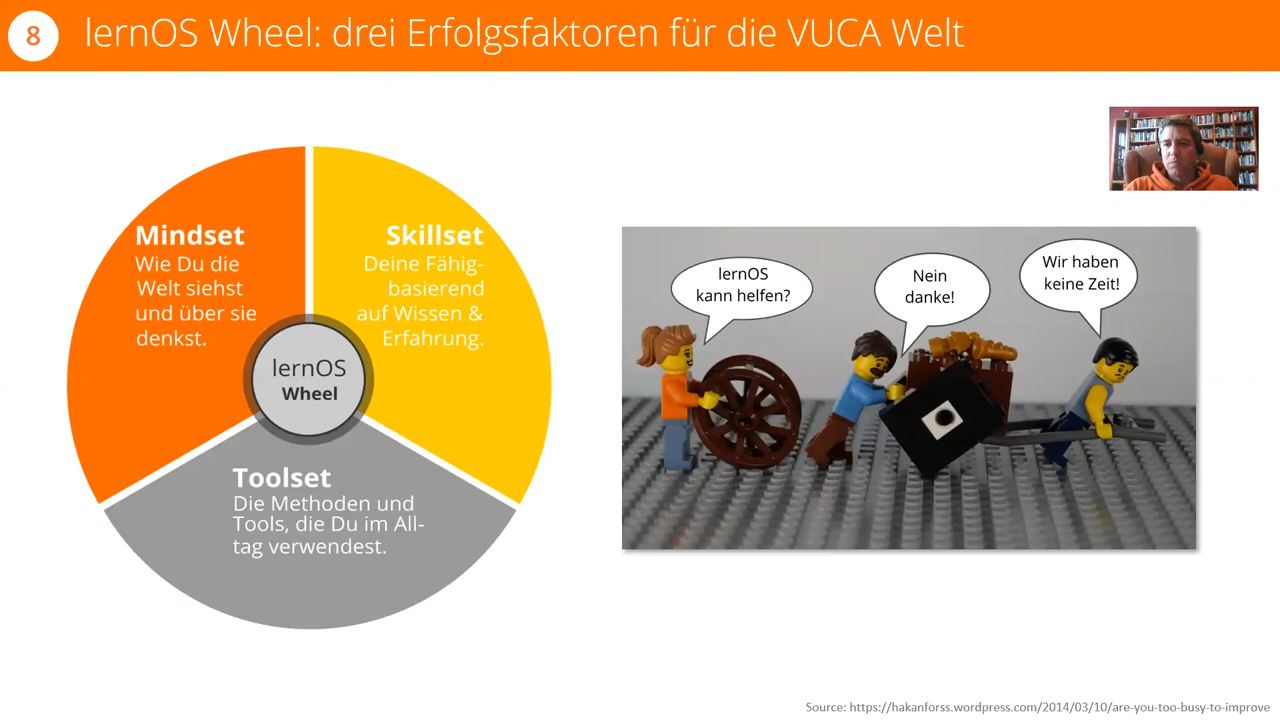 8
lernOS Wheel: drei Erfolgsfaktoren für die VUCA Welt
Mindset
Wie Du die
Welt siehst
und über sie
denkst.
Skillset
Deine Fähig-
basierend
auf Wissen &
Erfahrung.
lernOS
Wheel
Toolset
Die Methoden und
Tools, die Du im All-
tag verwendest.
lernOS
kann helfen?
Nein
danke!
Wir haben
keine Zeit!
Source: https://hakanforss.wordpress.com/2014/03/10/are-you-too-busy-to-improve